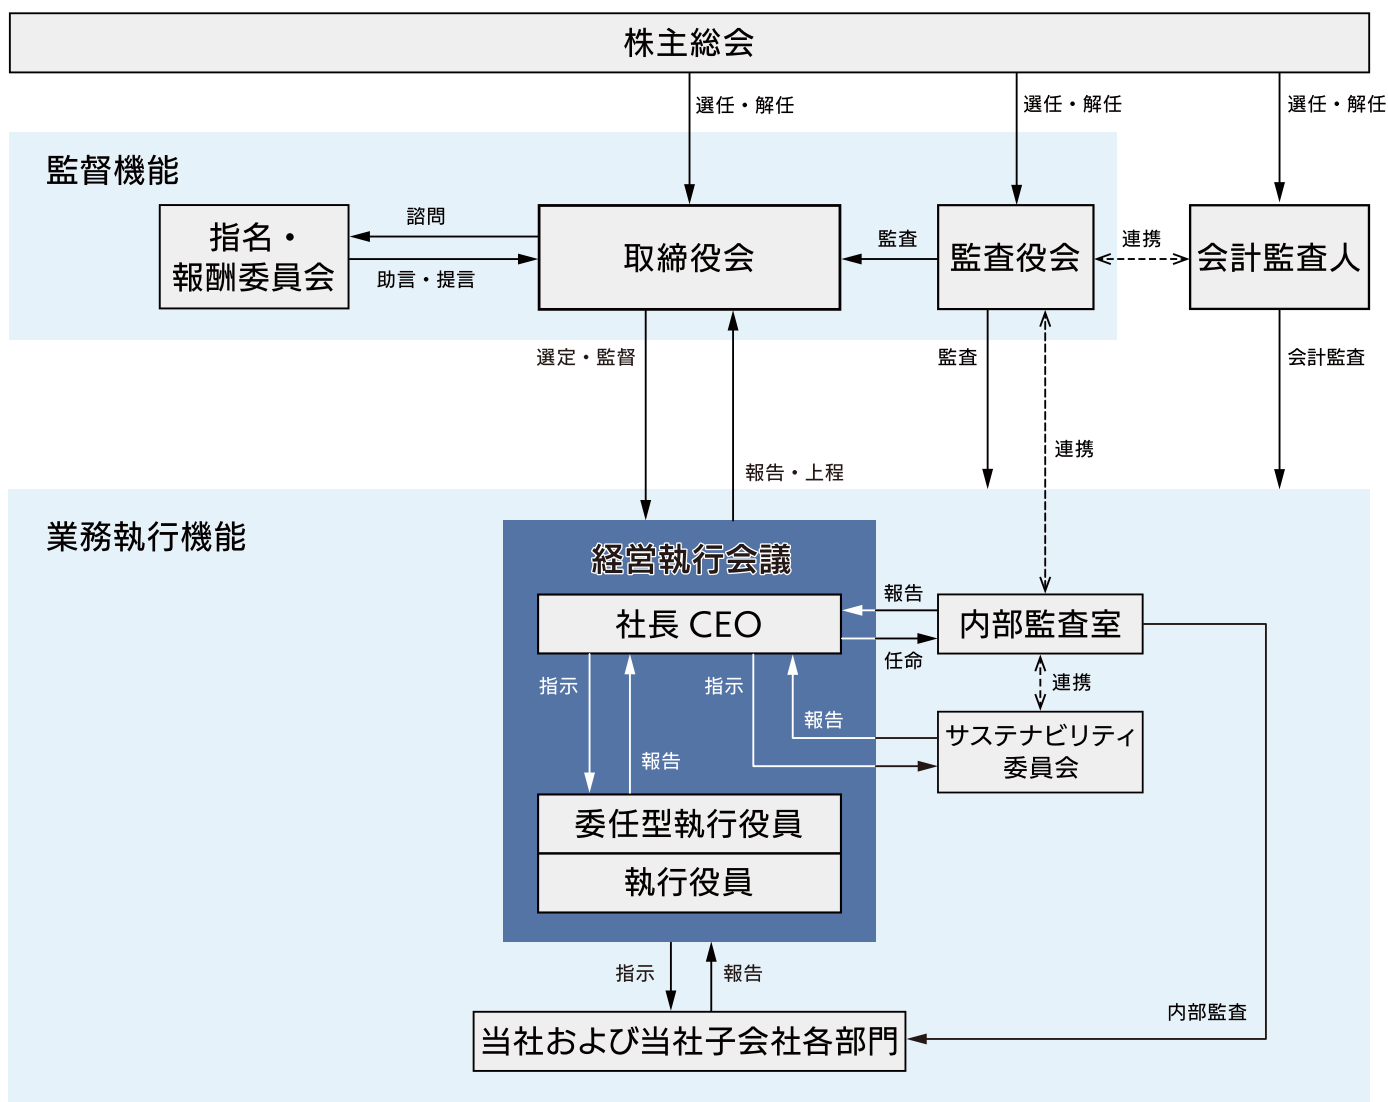 株主総会
選任・解任
選任・解任
選任・解任
監督機能
指名・
報酬委員会
諮問
助言・提言
取締役会
監査
監査役会
連携
会計監査人
選定・監督
報告・上程
監査
連携
会計監査
業務執行機能
経営執行会議
社長 CEO
報告
任命
内部監査室
指示
報告
指示
報告
連携
サステナビリティ
委員会
委任型執行役員
執行役員
指示
報告
内部監査
当社および当社子会社各部門